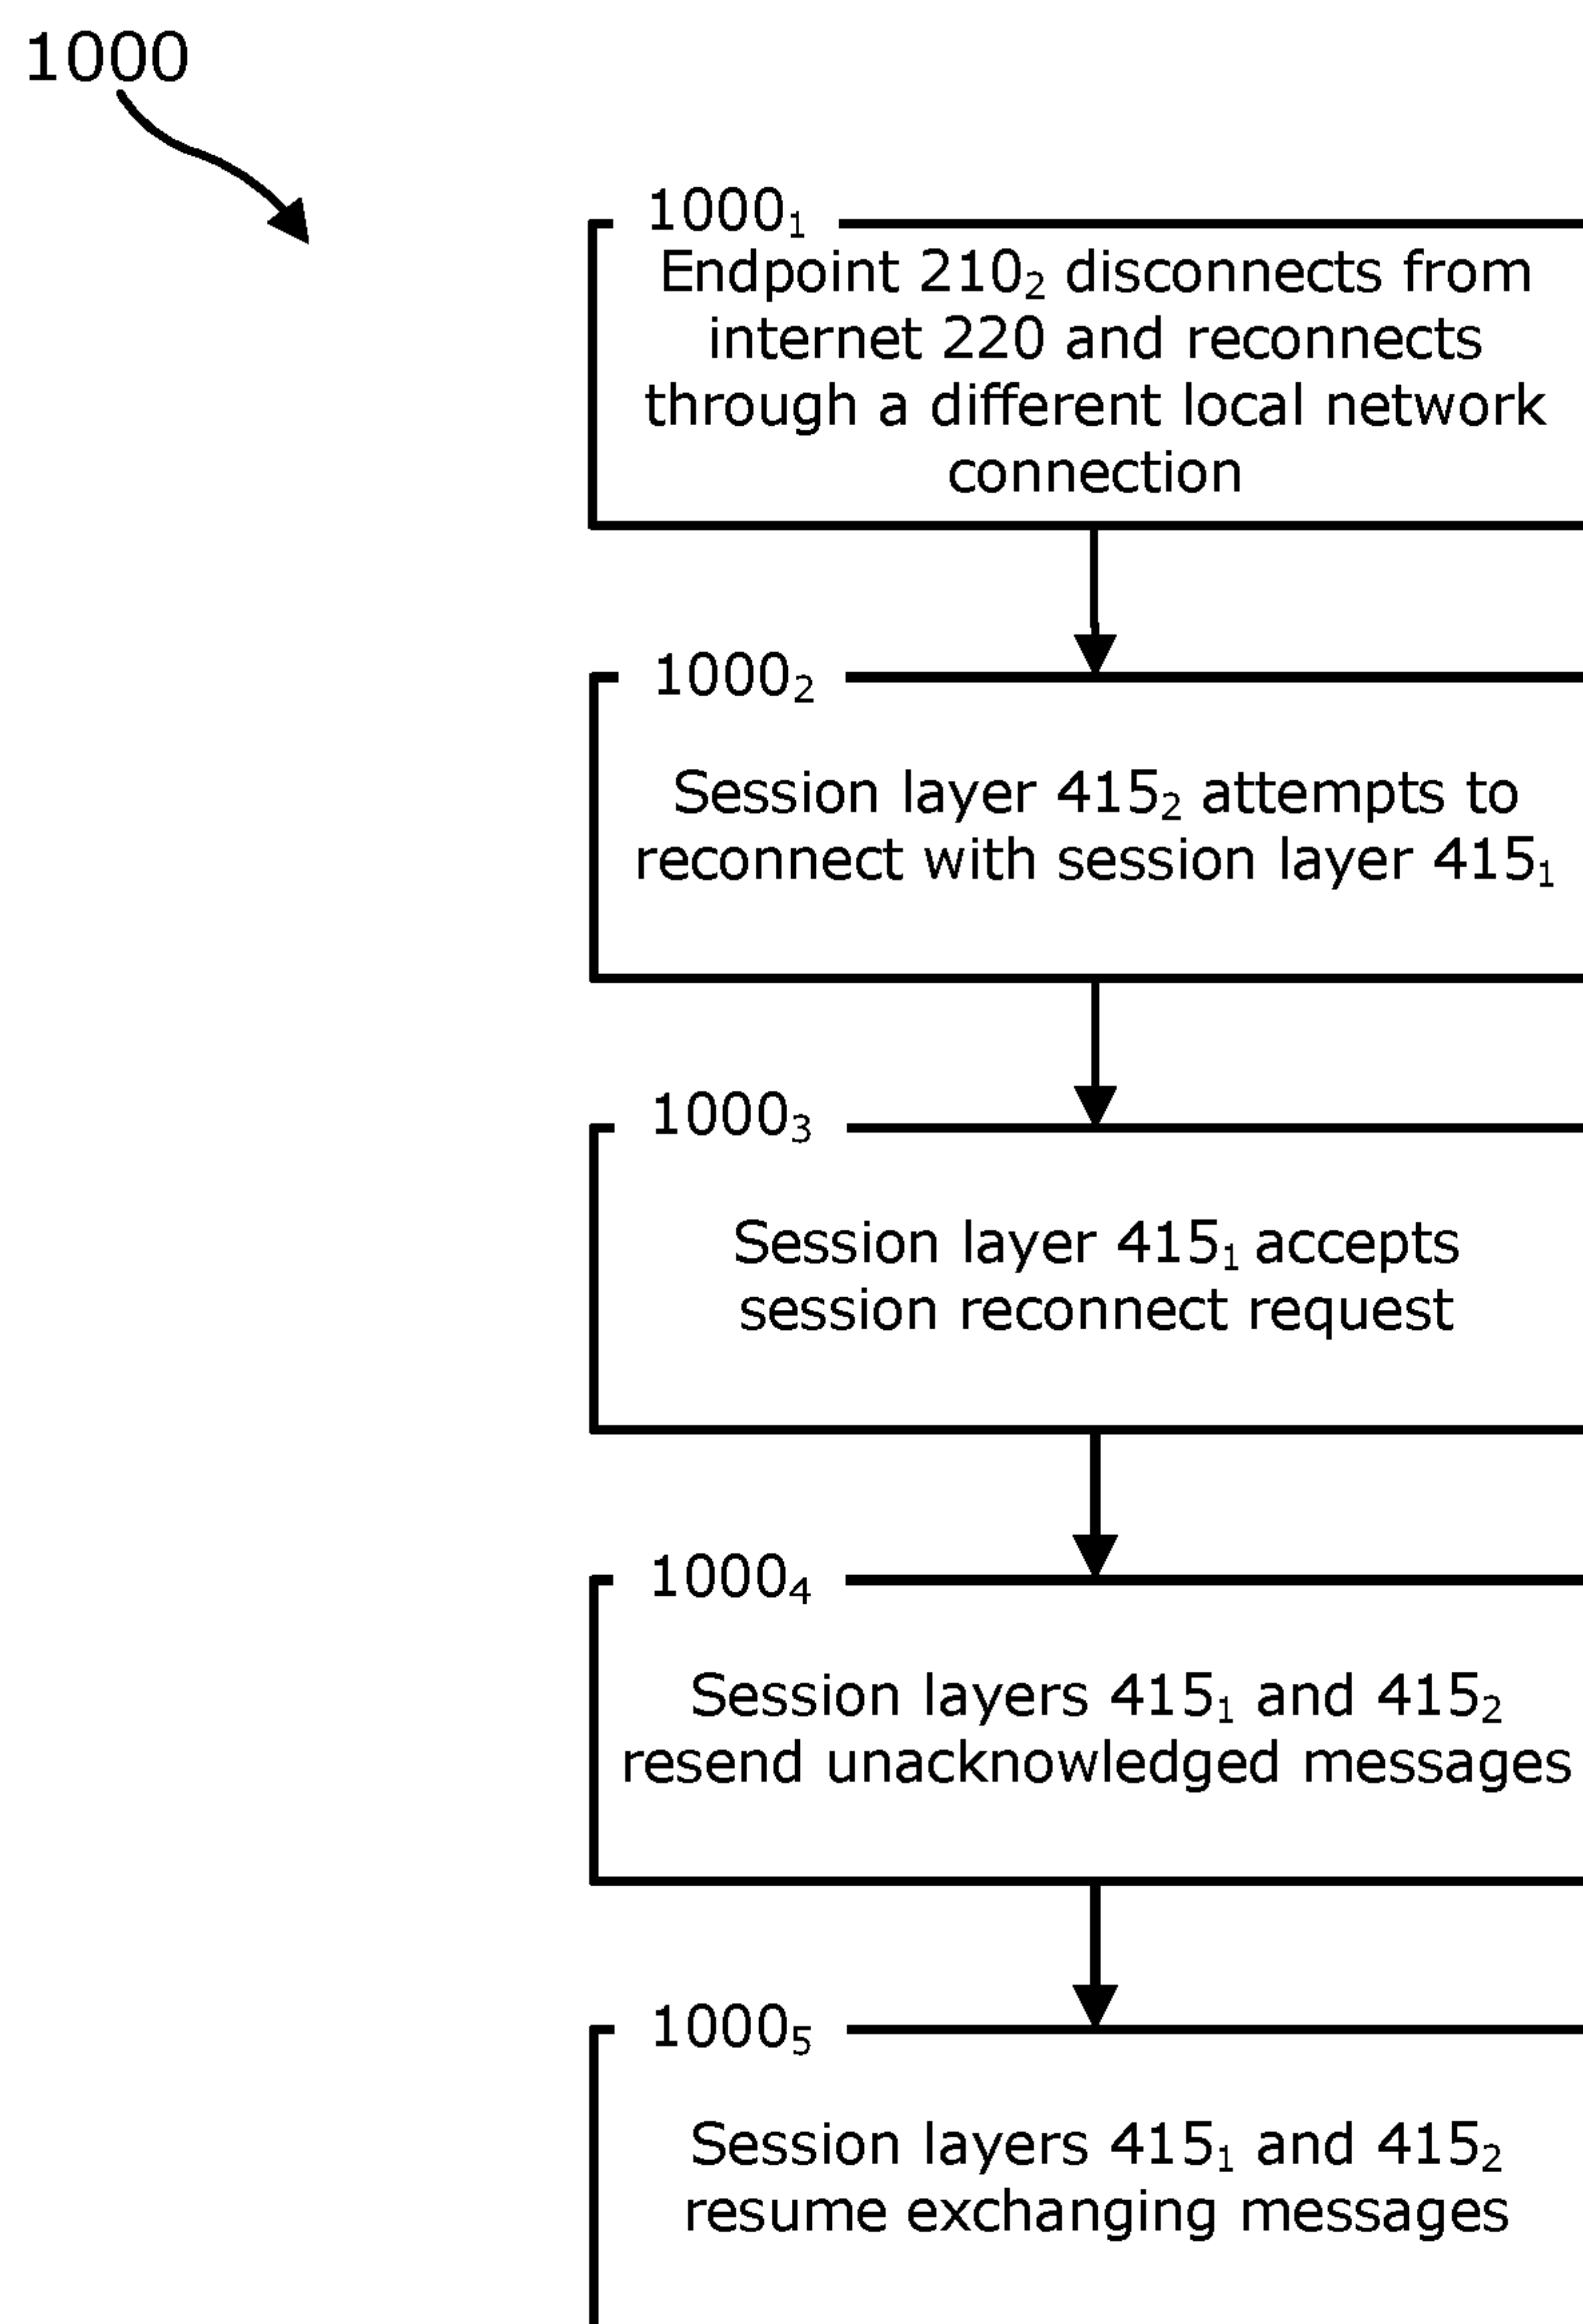 1000
1000₁
Endpoint 210₂ disconnects from
internet 220 and reconnects
through a different local network
connection
1000₂
Session layer 415₂ attempts to
reconnect with session layer 415₁
1000₃
Session layer 415₁ accepts
session reconnect request
1000₄
Session layers 415₁ and 415₂
resend unacknowledged messages
1000₅
Session layers 415₁ and 415₂
resume exchanging messages